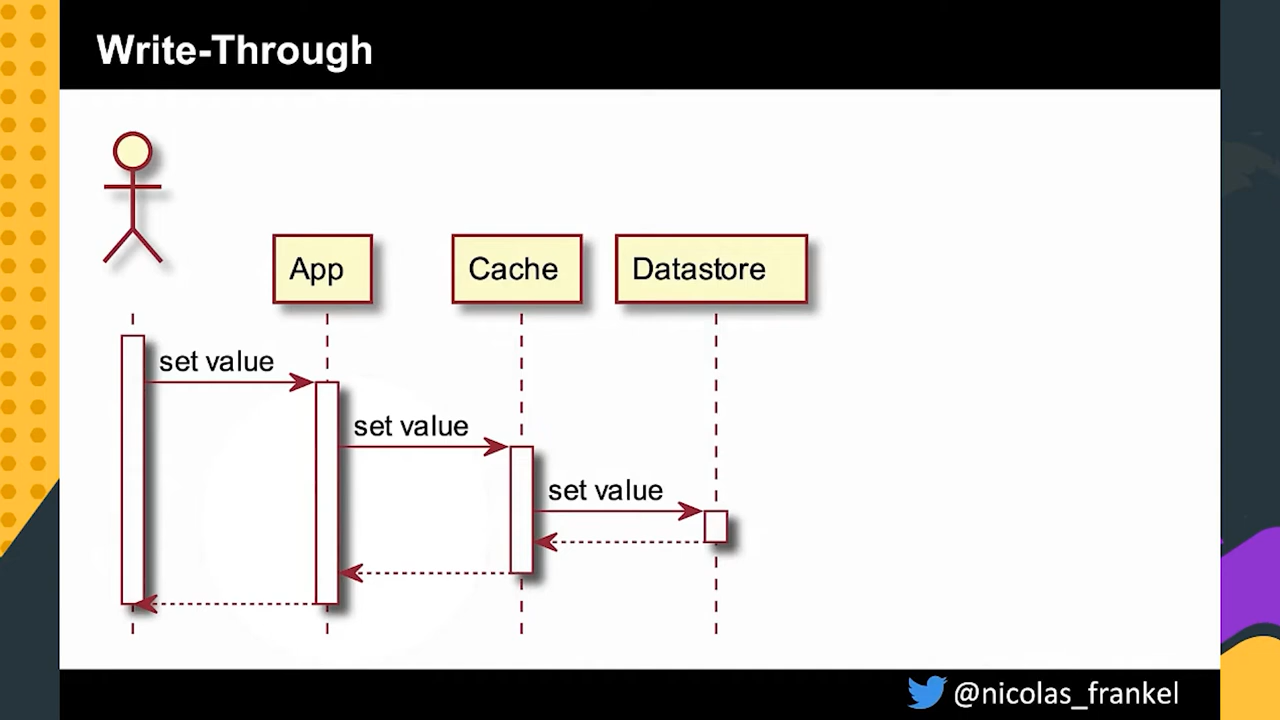 Write-Through
App
Cache
Datastore
set value
set value
set value
@nicolas_frankel